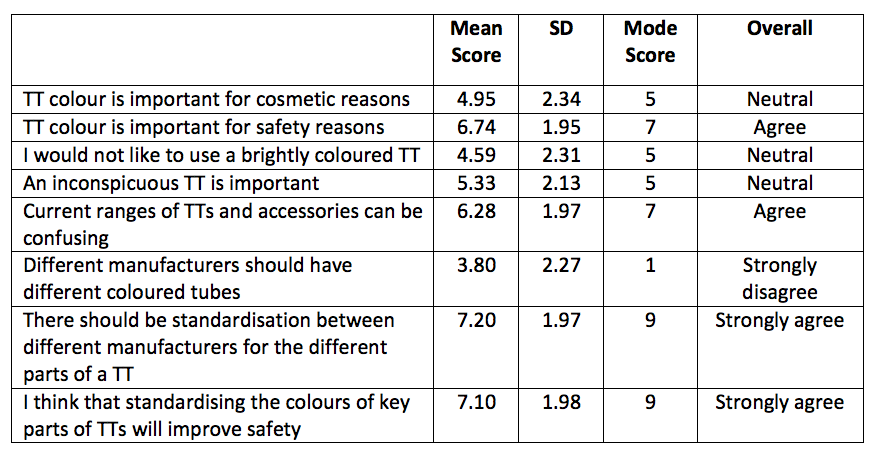 Mean Score SD Mode Score Overall
TT colour is important for cosmetic reasons 4.95 2.34 5 Neutral
TT colour is important for safety reasons 6.74 1.95 7 Agree
I would not like to use a brightly coloured TT 4.59 2.31 5 Neutral
An inconspicuous TT is important 5.33 2.13 5 Neutral
Current ranges of TTs and accessories can be 6.28 1.97 7 Agree
confusing
Different manufacturers should have 3.80 2.27 1 Strongly
different coloured tubes disagree
There should be standardisation between 7.20 1.97 9 Strongly agree
different manufacturers for the different
parts of a TT
I think that standardising the colours of key 7.10 1.98 9 Strongly agree
parts of TTs will improve safety